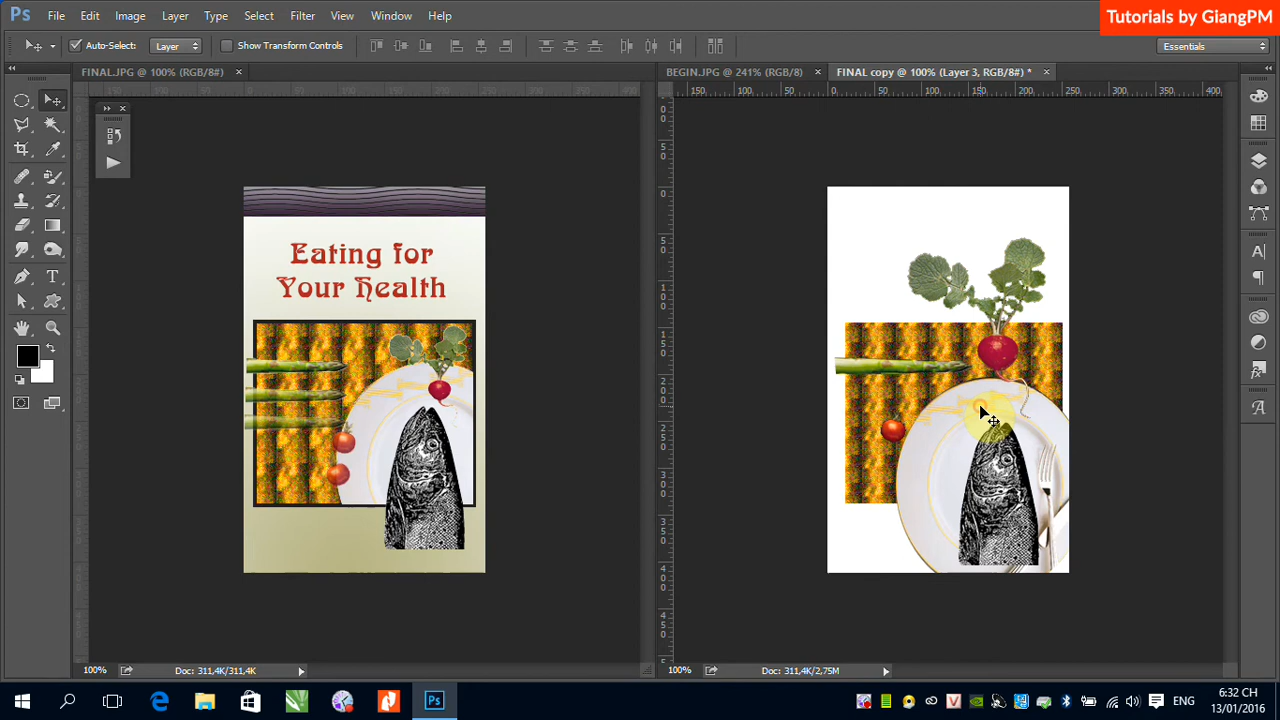 Ps File Edit Image Layer Type Select Filter View Window Help
Tutorials by GiangPM
Auto-Select: Layer Show Transform Controls Essentials
FINAL.JPG @ 100% (RGB/8#) × BEGIN.JPG @ 241% (RGB/8) × FINAL copy @ 100% (Layer 3, RGB/8#) * ×
Eating for
Your Health
100% Doc: 311,4K/311,4K
100% Doc: 311,4K/2,75M
Ps
ENG
6:32 CH
13/01/2016